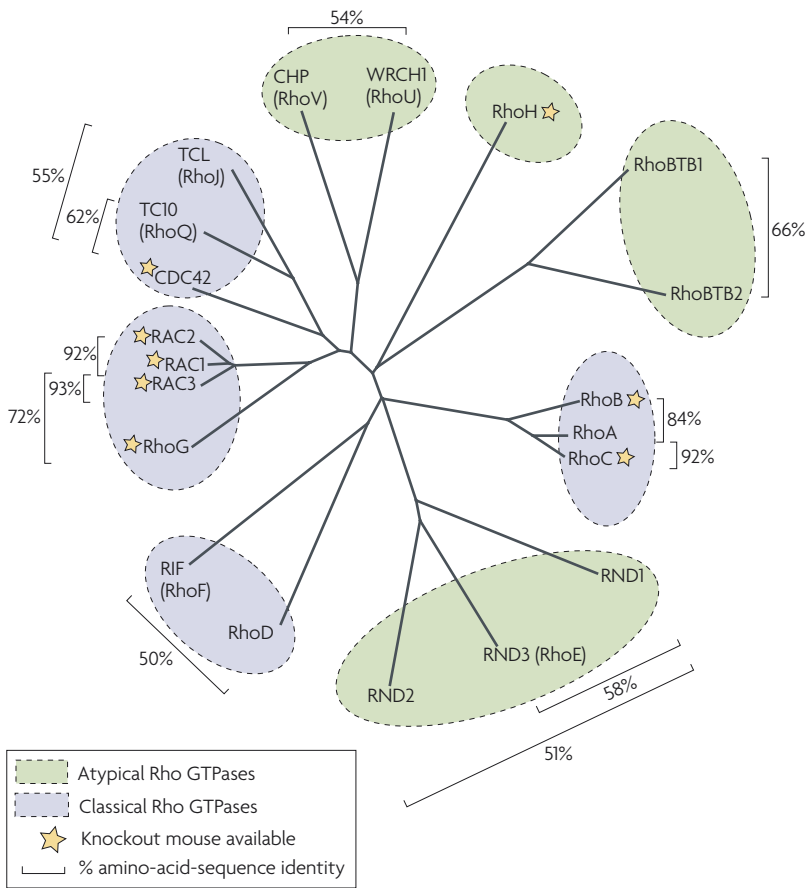 54%
CHP
(RhoV)
WRCH1
(RhoU)
RhoH
RhoBTB1
66%
RhoBTB2
55%
62%
TCL
(RhoJ)
TC10
(RhoQ)
CDC42
92%
93%
72%
RAC2
RAC1
RAC3
RhoG
RhoB
RhoA
RhoC
84%
92%
RIF
(RhoF)
RhoD
50%
RND1
RND3 (RhoE)
RND2
58%
51%
Atypical Rho GTPases
Classical Rho GTPases
Knockout mouse available
% amino-acid-sequence identity